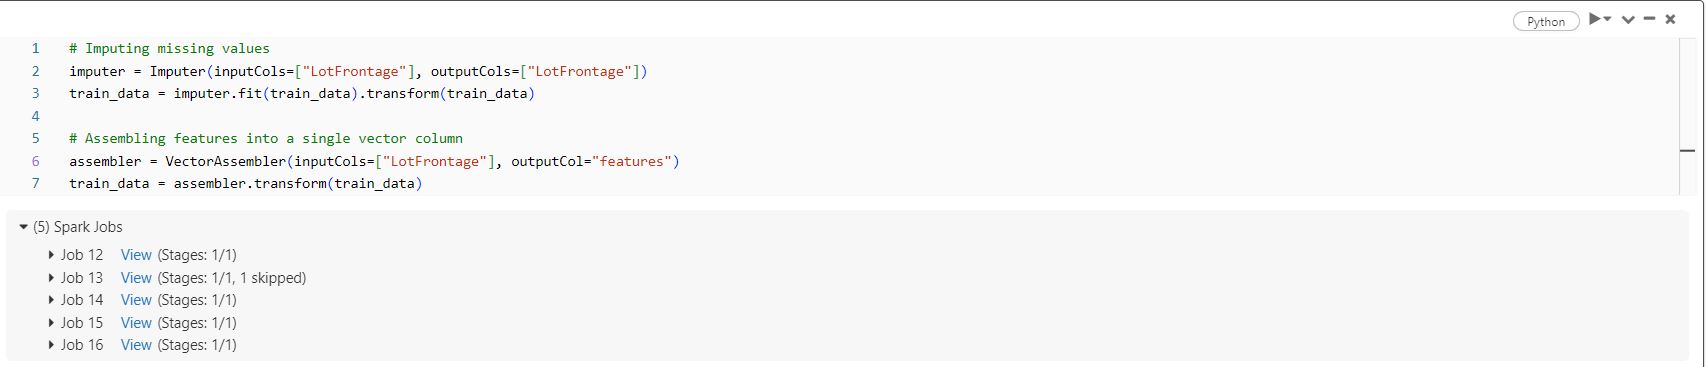 Python
1 # Imputing missing values
2 imputer = Imputer(inputCols=["LotFrontage"], outputCols=["LotFrontage"])
3 train_data = imputer.fit(train_data).transform(train_data)
4
5 # Assembling features into a single vector column
6 assembler = VectorAssembler(inputCols=["LotFrontage"], outputCol="features")
7 train_data = assembler.transform(train_data)
(5) Spark Jobs
Job 12 View (Stages: 1/1)
Job 13 View (Stages: 1/1, 1 skipped)
Job 14 View (Stages: 1/1)
Job 15 View (Stages: 1/1)
Job 16 View (Stages: 1/1)